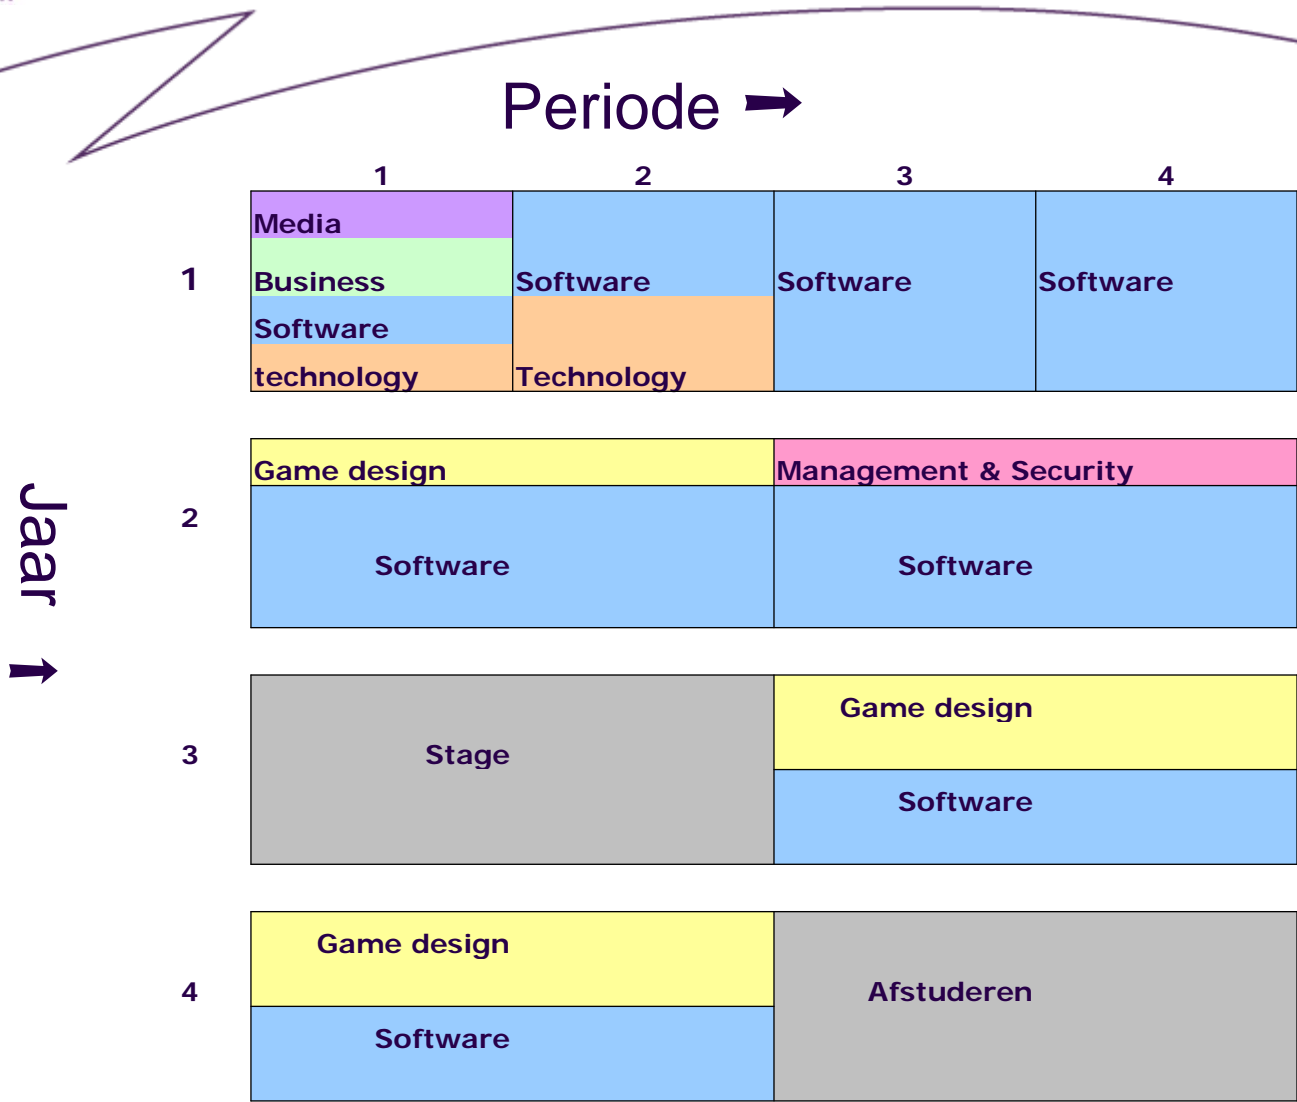 Periode ➞
1 2 3 4
Media
1 Business Software Software Software
Software
technology Technology
Game design Management & Security
Jaar ➞
2
Software Software
Game design
3 Stage
Software
Game design
4 Afstuderen
Software